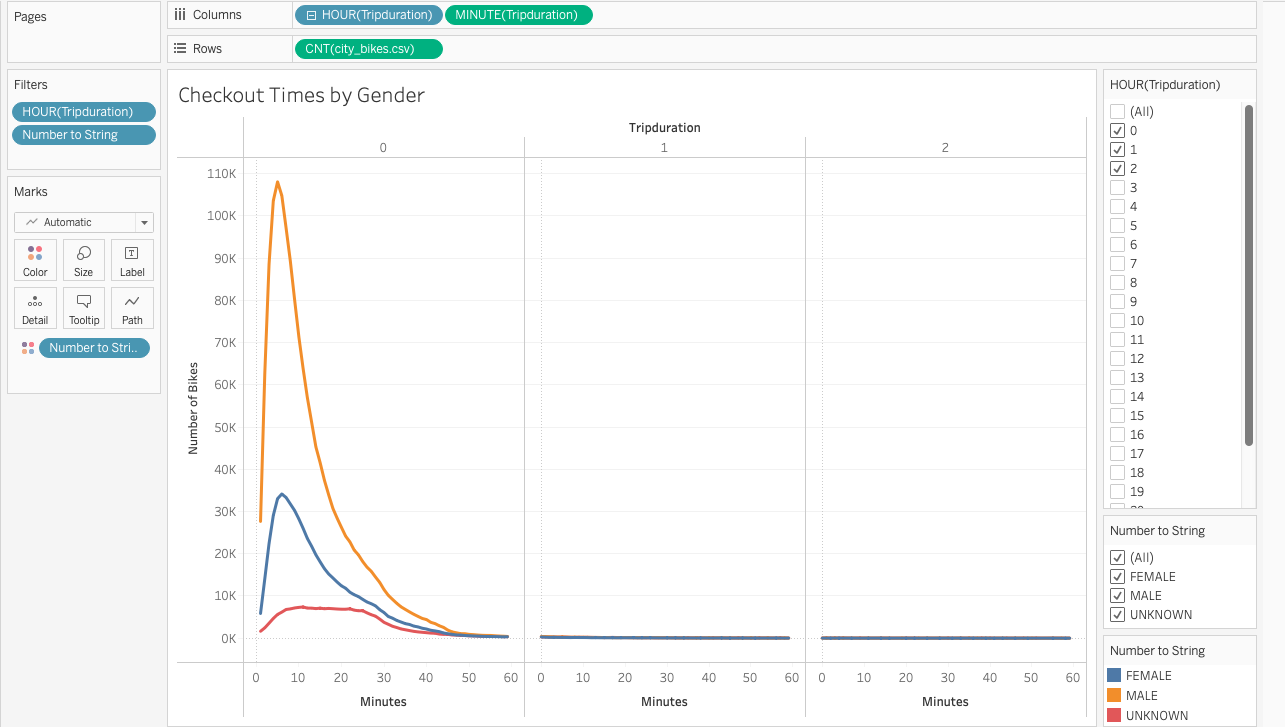 Pages
Columns
HOUR(Tripduration)
MINUTE(Tripduration)
Rows
CNT(city_bikes.csv)
Filters
HOUR(Tripduration)
Number to String
Marks
Automatic
Color
Size
Label
Detail
Tooltip
Path
Number to Stri..
Checkout Times by Gender
Tripduration
0
1
2
Number of Bikes
110K
100K
90K
80K
70K
60K
50K
40K
30K
20K
10K
0K
0 10 20 30 40 50 60
0 10 20 30 40 50 60
0 10 20 30 40 50 60
Minutes
Minutes
Minutes
HOUR(Tripduration)
(All)
0
1
2
3
4
5
6
7
8
9
10
11
12
13
14
15
16
17
18
19
Number to String
(All)
FEMALE
MALE
UNKNOWN
Number to String
FEMALE
MALE
UNKNOWN